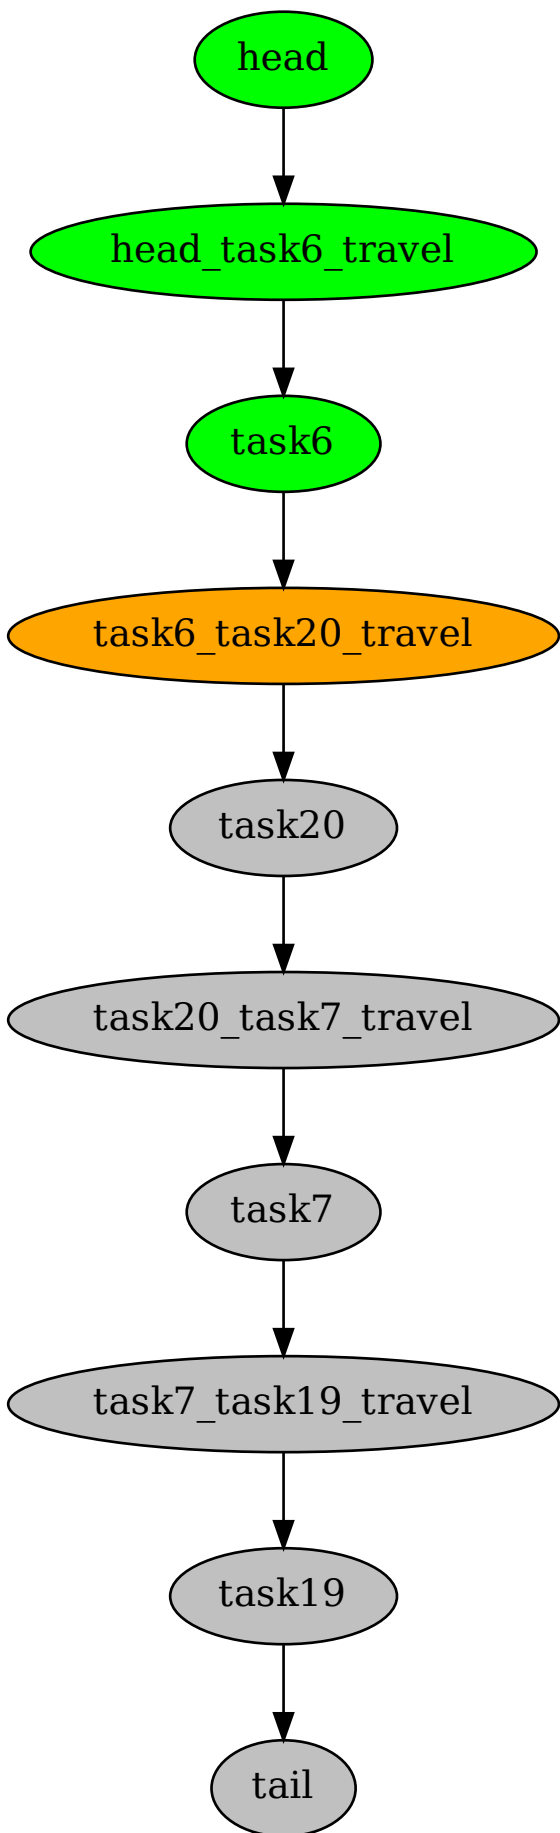 head
head_task6_travel
task6
task6_task20_travel
task20
task20_task7_travel
task7
task7_task19_travel
task19
tail